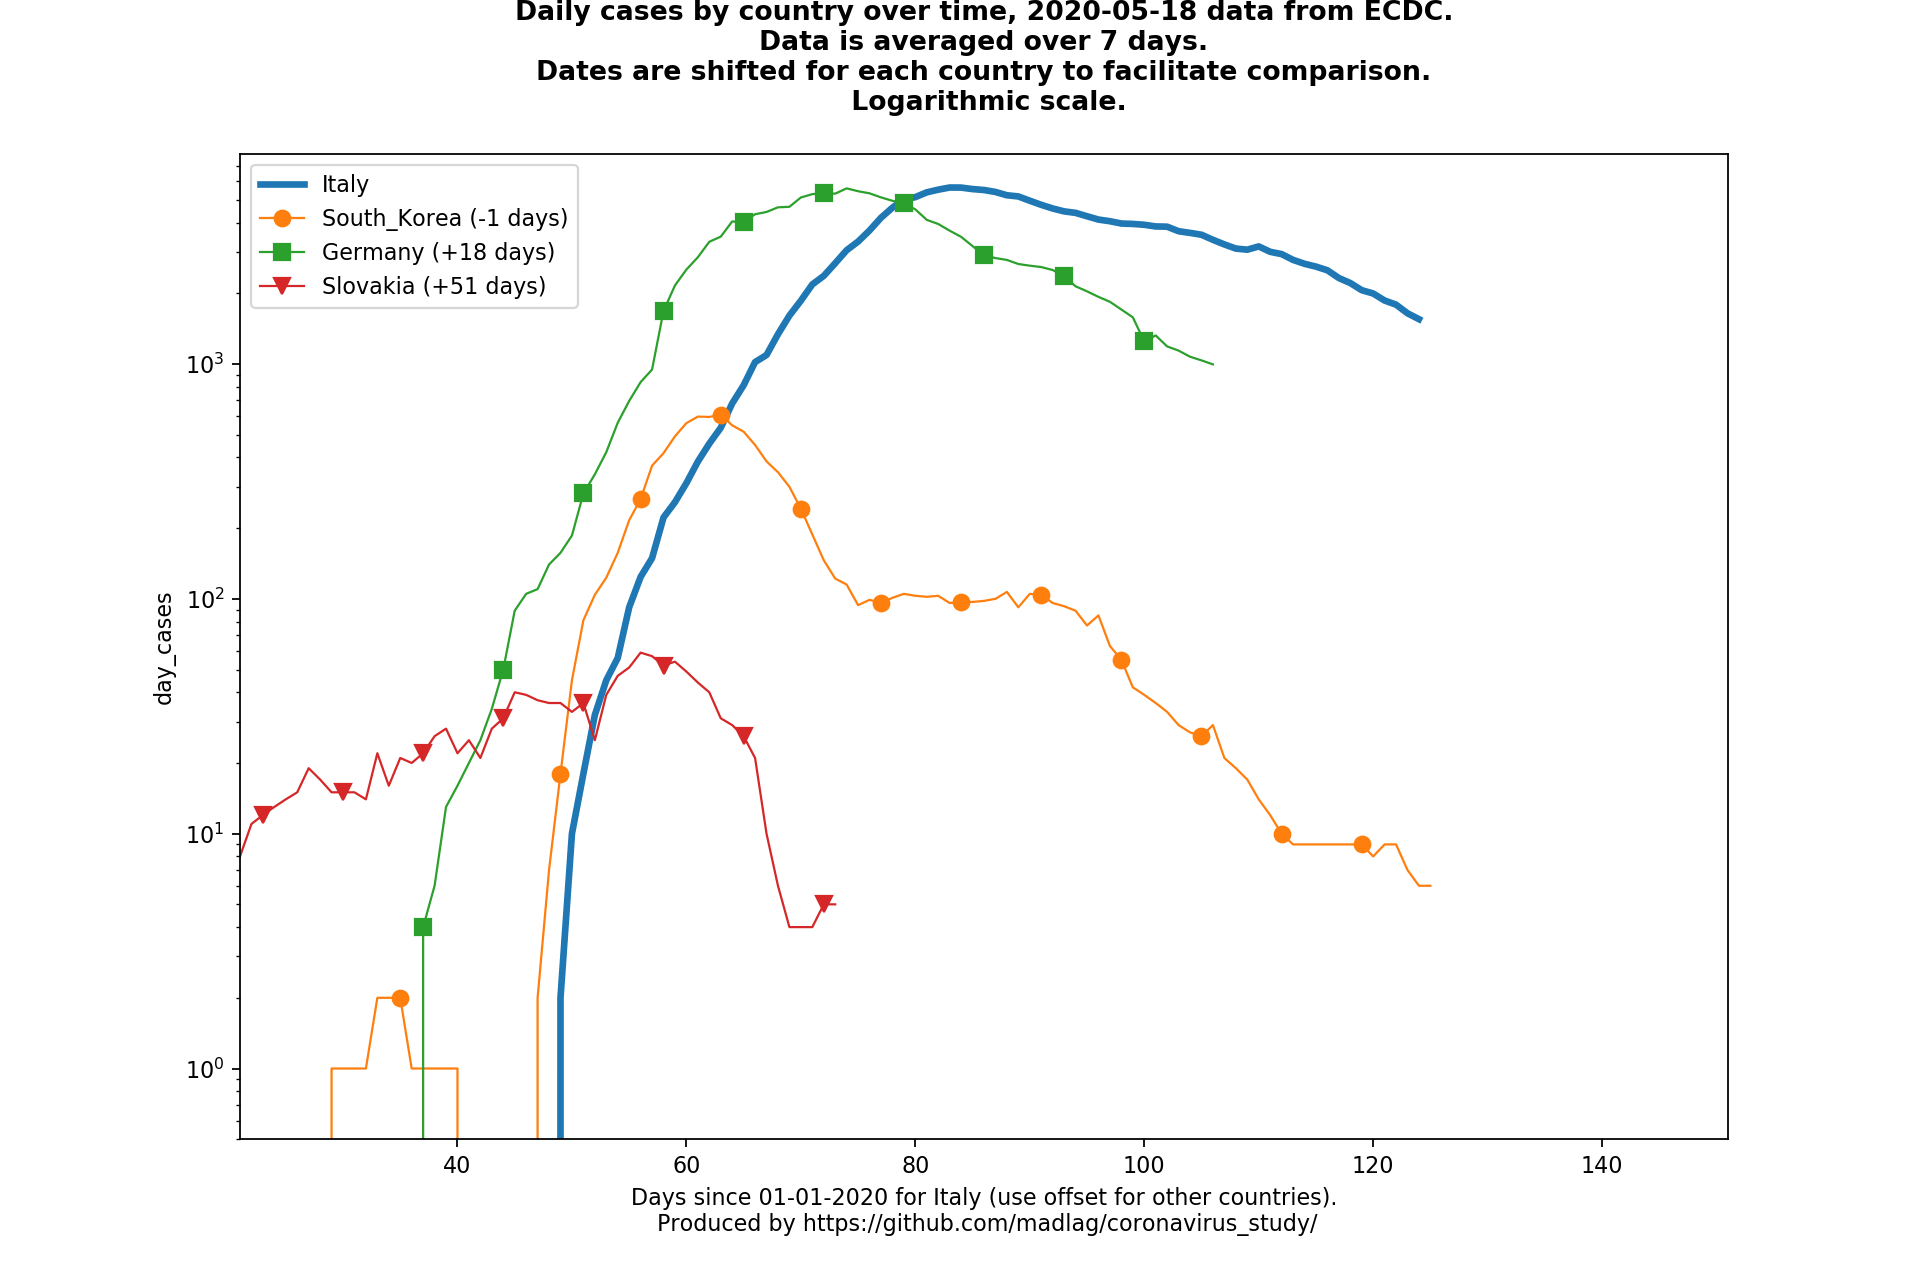 Daily cases by country over time, 2020-05-18 data from ECDC.
Data is averaged over 7 days.
Dates are shifted for each country to facilitate comparison.
Logarithmic scale.
Italy
South_Korea (-1 days)
Germany (+18 days)
Slovakia (+51 days)
10³
10²
10¹
10⁰
day_cases
40 60 80 100 120 140
Days since 01-01-2020 for Italy (use offset for other countries).
Produced by https://github.com/madlag/coronavirus_study/